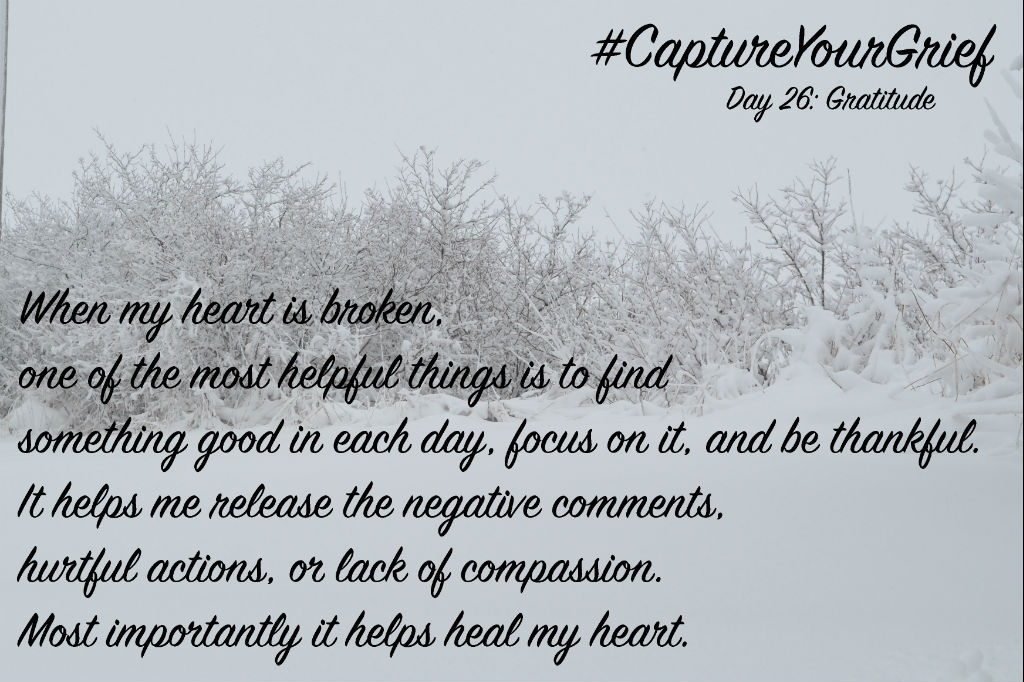 #CaptureYourGrief
Day 26: Gratitude
When my heart is broken,
one of the most helpful things is to find
something good in each day, focus on it, and be thankful.
It helps me release the negative comments,
hurtful actions, or lack of compassion.
Most importantly it helps heal my heart.